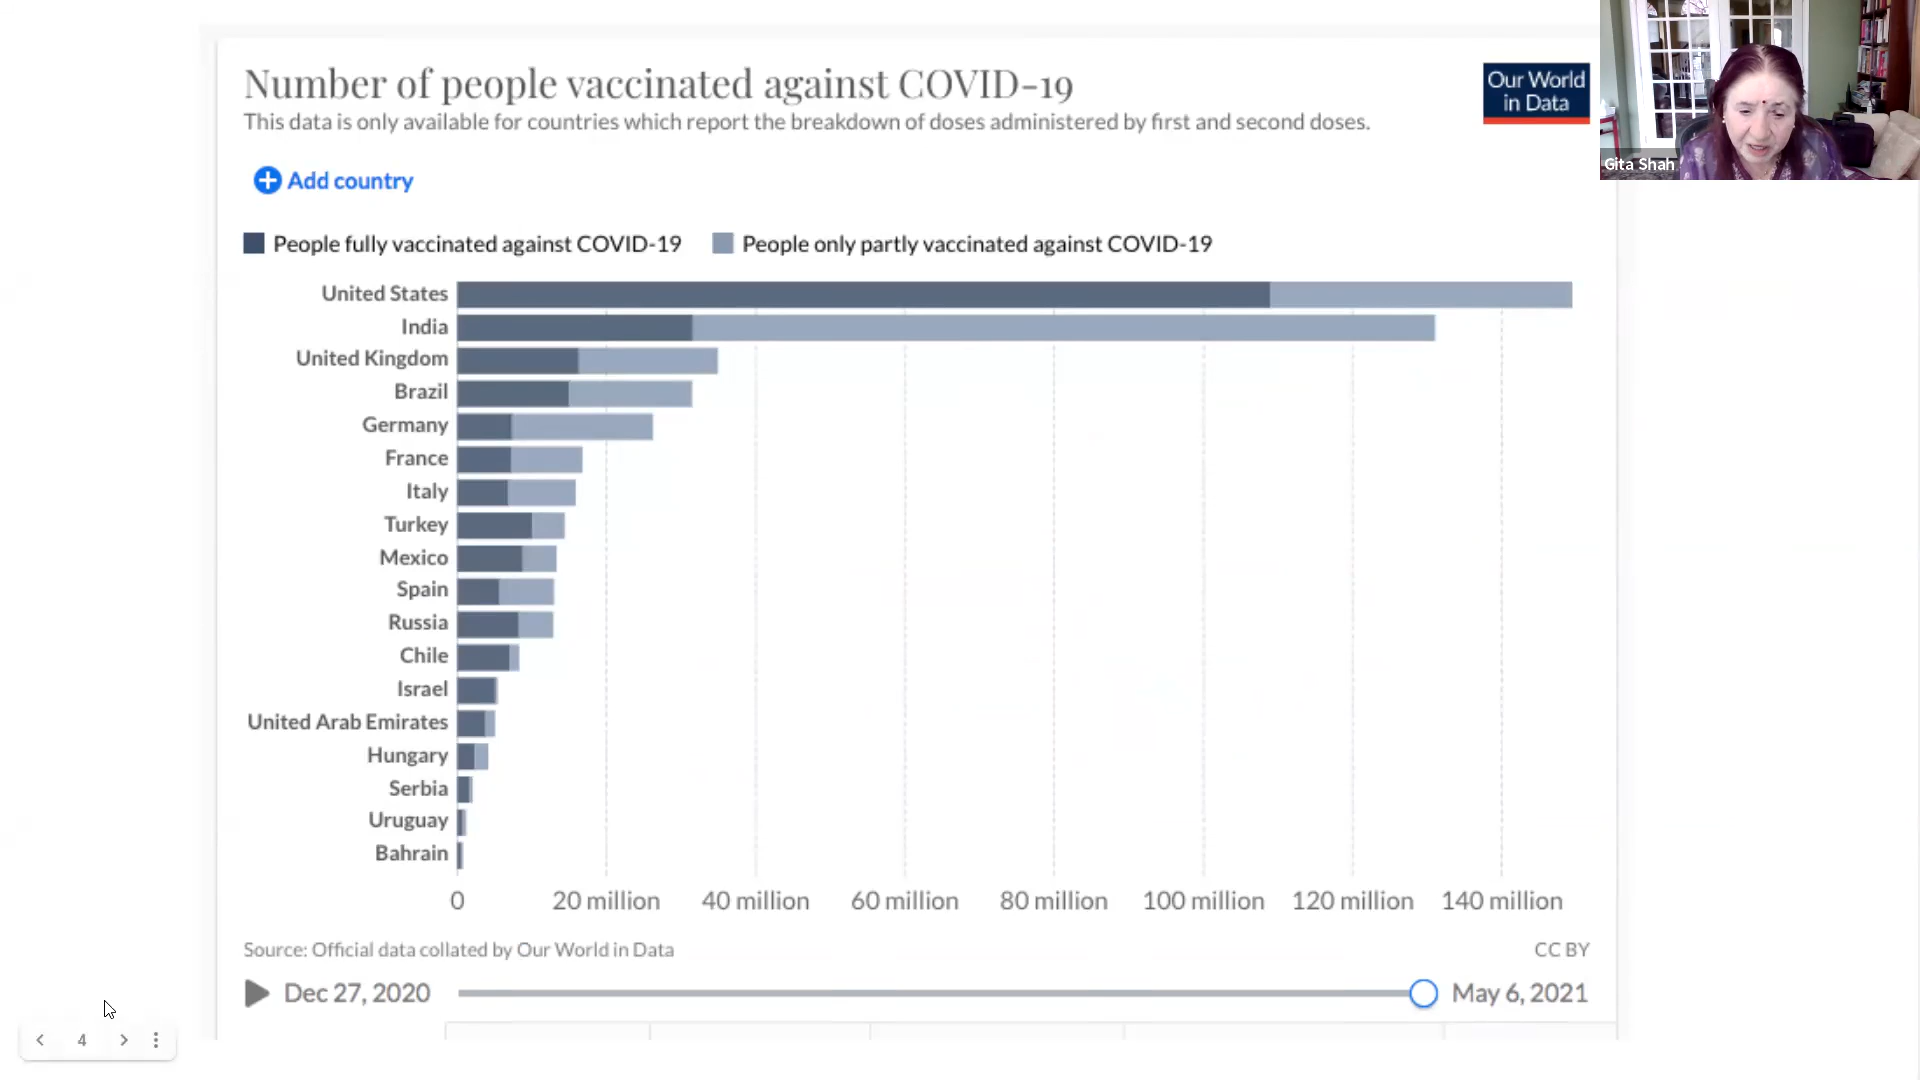 Number of people vaccinated against COVID-19
This data is only available for countries which report the breakdown of doses administered by first and second doses.
Our World
in Data
Gita Shah
Add country
People fully vaccinated against COVID-19 People only partly vaccinated against COVID-19
United States
India
United Kingdom
Brazil
Germany
France
Italy
Turkey
Mexico
Spain
Russia
Chile
Israel
United Arab Emirates
Hungary
Serbia
Uruguay
Bahrain
0 20 million 40 million 60 million 80 million 100 million 120 million 140 million
Source: Official data collated by Our World in Data CC BY
Dec 27, 2020 May 6, 2021
4